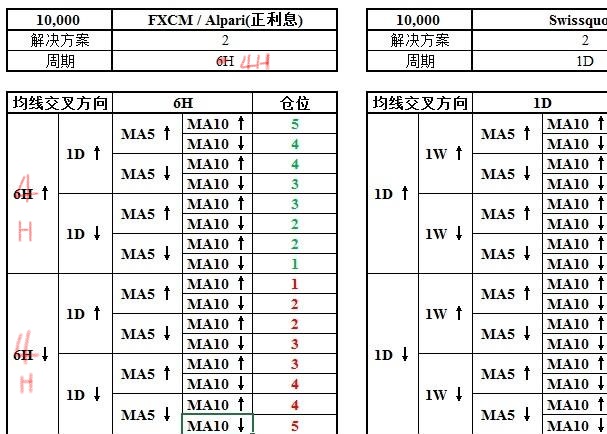 10,000 FXCM / Alpari(正利息) 10,000 Swissquo
解决方案 2 解决方案 2
周期 6H 4H 周期 1D
均线交叉方向 6H 仓位 均线交叉方向 1D
MA5 ↑ MA10 ↑ 5 MA5 ↑ MA10 ↑
1D ↑ MA10 ↓ 4 1W ↑ MA10 ↓
MA5 ↓ MA10 ↑ 4 MA5 ↓ MA10 ↑
MA10 ↓ 3 MA10 ↓
6H ↑ 4H MA5 ↑ MA10 ↑ 3 1D ↑ MA5 ↑ MA10 ↑
1D ↓ MA10 ↓ 2 1W ↓ MA10 ↓
MA5 ↓ MA10 ↑ 2 MA5 ↓ MA10 ↑
MA10 ↓ 1 MA10 ↓
MA5 ↑ MA10 ↑ 1 MA5 ↑ MA10 ↑
1D ↑ MA10 ↓ 2 1W ↑ MA10 ↓
MA5 ↓ MA10 ↑ 2 MA5 ↓ MA10 ↑
MA10 ↓ 3 MA10 ↓
6H ↓ 4H MA5 ↑ MA10 ↑ 3 1D ↓ MA5 ↑ MA10 ↑
1D ↓ MA10 ↓ 4 1W ↓ MA10 ↓
MA5 ↓ MA10 ↑ 4 MA5 ↓ MA10 ↑
MA10 ↓ 5 MA10 ↓